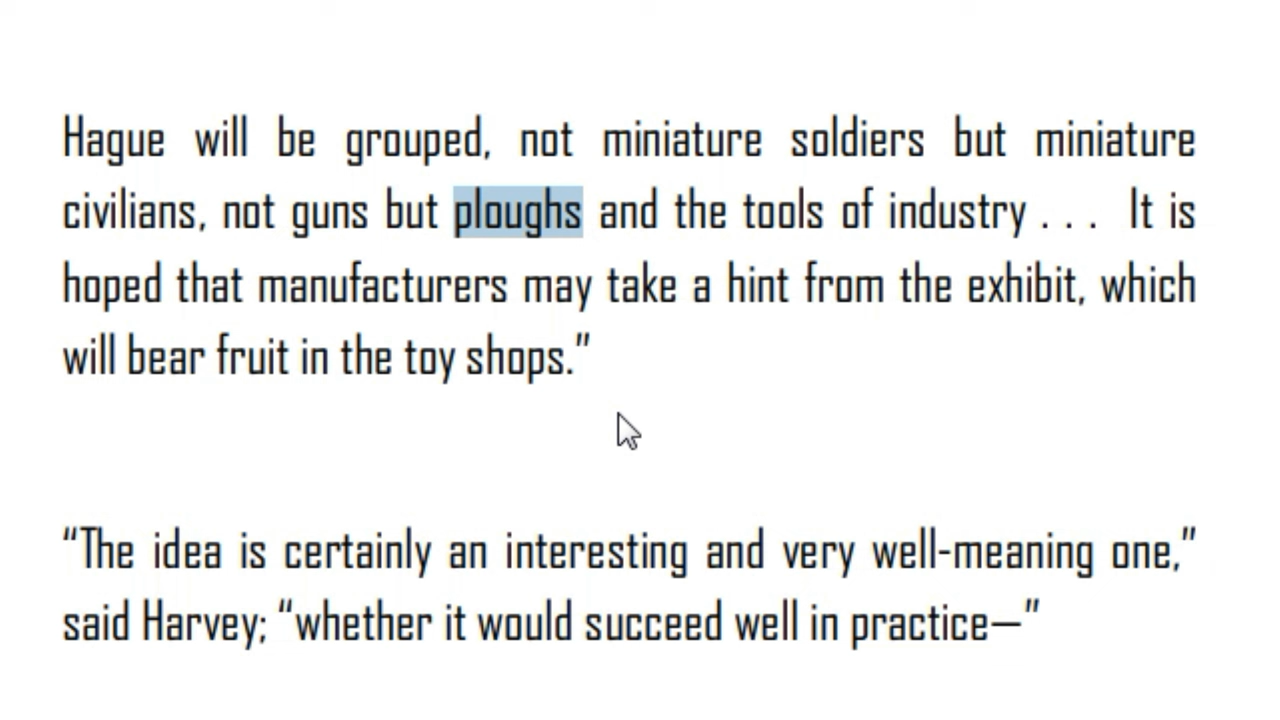 Hague will be grouped, not miniature soldiers but miniature
civilians, not guns but ploughs and the tools of industry . . .  It is
hoped that manufacturers may take a hint from the exhibit, which
will bear fruit in the toy shops.”
“The idea is certainly an interesting and very well-meaning one,”
said Harvey; “whether it would succeed well in practice—”